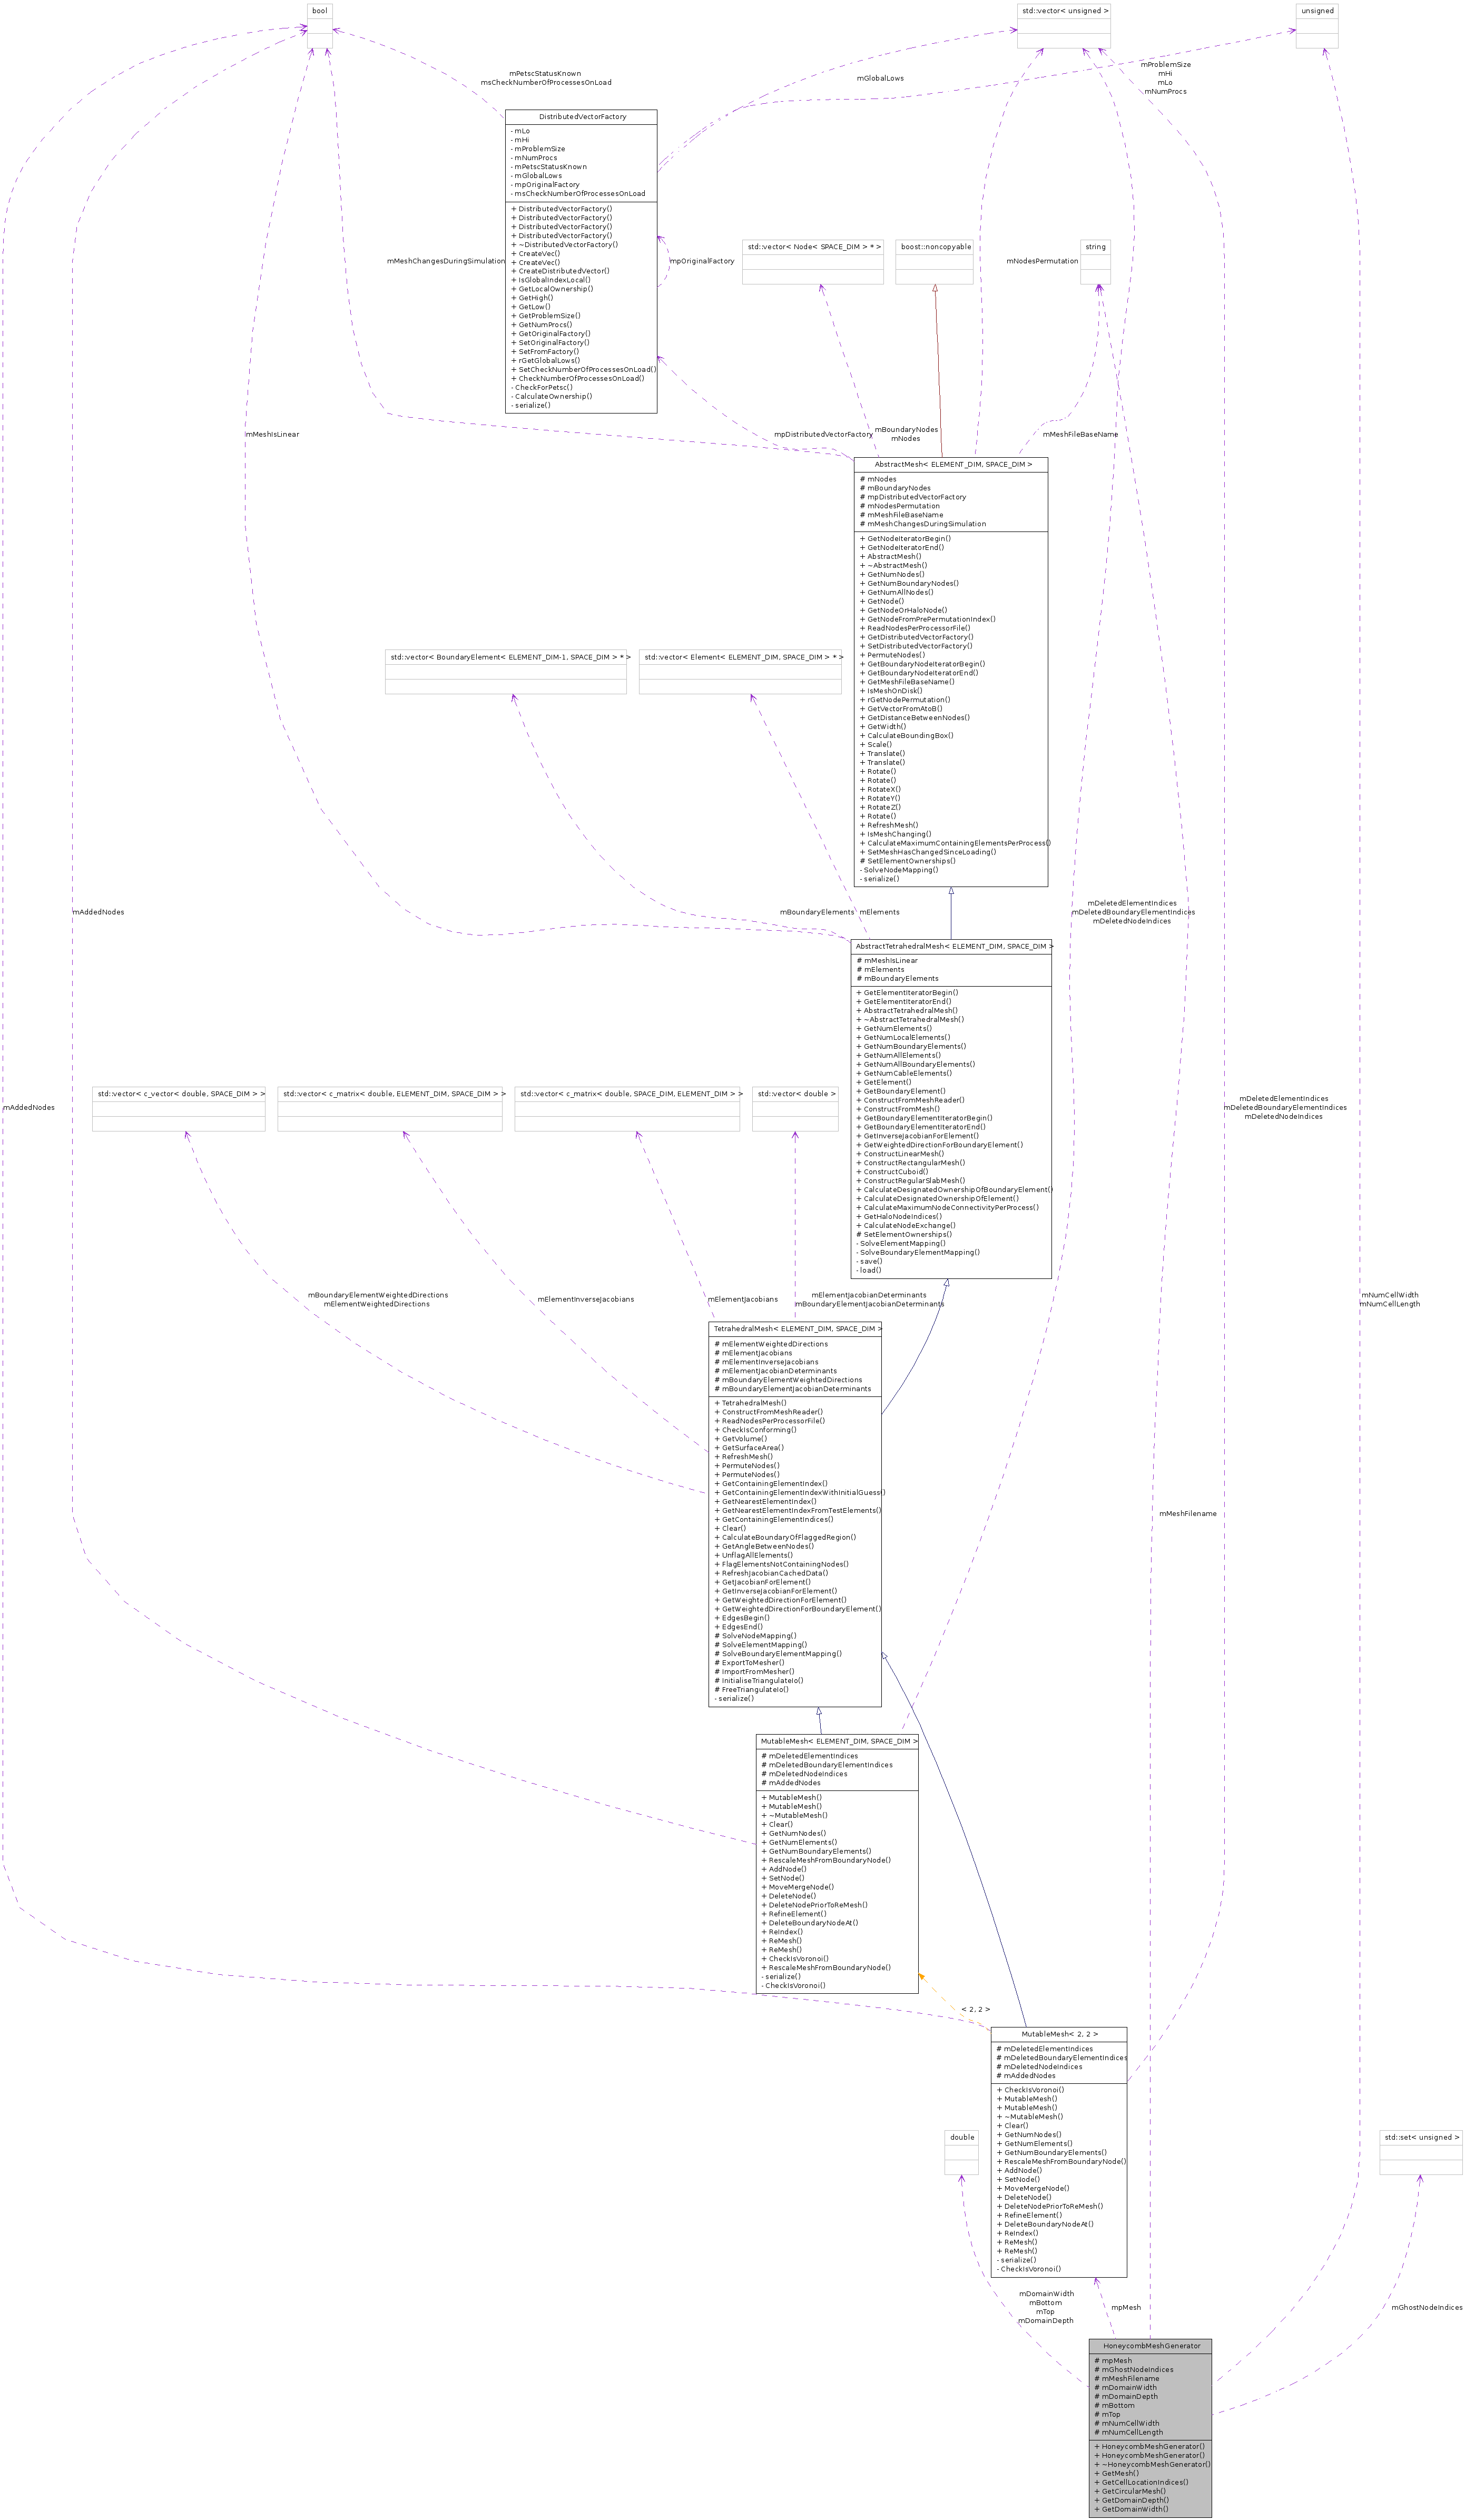 bool
std::vector< unsigned >
unsigned
mPetscStatusKnown
msCheckNumberOfProcessesOnLoad
mGlobalLows
mProblemSize
mHi
mLo
mNumProcs
DistributedVectorFactory
- mLo
- mHi
- mProblemSize
- mNumProcs
- mPetscStatusKnown
- mGlobalLows
- mpOriginalFactory
- msCheckNumberOfProcessesOnLoad
+ DistributedVectorFactory()
+ DistributedVectorFactory()
+ DistributedVectorFactory()
+ DistributedVectorFactory()
+ ~DistributedVectorFactory()
+ CreateVec()
+ CreateVec()
+ CreateDistributedVector()
+ IsGlobalIndexLocal()
+ GetLocalOwnership()
+ GetHigh()
+ GetLow()
+ GetProblemSize()
+ GetNumProcs()
+ GetOriginalFactory()
+ SetOriginalFactory()
+ SetFromFactory()
+ rGetGlobalLows()
+ SetCheckNumberOfProcessesOnLoad()
+ CheckNumberOfProcessesOnLoad()
- CheckForPetsc()
- CalculateOwnership()
- serialize()
std::vector< Node< SPACE_DIM > * >
boost::noncopyable
string
mMeshChangesDuringSimulation
mpOriginalFactory
mNodesPermutation
mMeshIsLinear
mpDistributedVectorFactory
mBoundaryNodes
mNodes
mMeshFileBaseName
AbstractMesh< ELEMENT_DIM, SPACE_DIM >
# mNodes
# mBoundaryNodes
# mpDistributedVectorFactory
# mNodesPermutation
# mMeshFileBaseName
# mMeshChangesDuringSimulation
+ GetNodeIteratorBegin()
+ GetNodeIteratorEnd()
+ AbstractMesh()
+ ~AbstractMesh()
+ GetNumNodes()
+ GetNumBoundaryNodes()
+ GetNumAllNodes()
+ GetNode()
+ GetNodeOrHaloNode()
+ GetNodeFromPrePermutationIndex()
+ ReadNodesPerProcessorFile()
+ GetDistributedVectorFactory()
+ SetDistributedVectorFactory()
+ PermuteNodes()
+ GetBoundaryNodeIteratorBegin()
+ GetBoundaryNodeIteratorEnd()
+ GetMeshFileBaseName()
+ IsMeshOnDisk()
+ rGetNodePermutation()
+ GetVectorFromAtoB()
+ GetDistanceBetweenNodes()
+ GetWidth()
+ CalculateBoundingBox()
+ Scale()
+ Translate()
+ Translate()
+ Rotate()
+ Rotate()
+ RotateX()
+ RotateY()
+ RotateZ()
+ Rotate()
+ RefreshMesh()
+ IsMeshChanging()
+ CalculateMaximumContainingElementsPerProcess()
+ SetMeshHasChangedSinceLoading()
# SetElementOwnerships()
- SolveNodeMapping()
- serialize()
std::vector< BoundaryElement< ELEMENT_DIM-1, SPACE_DIM > * >
std::vector< Element< ELEMENT_DIM, SPACE_DIM > * >
mAddedNodes
mBoundaryElements
mElements
mDeletedElementIndices
mDeletedBoundaryElementIndices
mDeletedNodeIndices
AbstractTetrahedralMesh< ELEMENT_DIM, SPACE_DIM >
# mMeshIsLinear
# mElements
# mBoundaryElements
+ GetElementIteratorBegin()
+ GetElementIteratorEnd()
+ AbstractTetrahedralMesh()
+ ~AbstractTetrahedralMesh()
+ GetNumElements()
+ GetNumLocalElements()
+ GetNumBoundaryElements()
+ GetNumAllElements()
+ GetNumAllBoundaryElements()
+ GetNumCableElements()
+ GetElement()
+ GetBoundaryElement()
+ ConstructFromMeshReader()
+ ConstructFromMesh()
+ GetBoundaryElementIteratorBegin()
+ GetBoundaryElementIteratorEnd()
+ GetInverseJacobianForElement()
+ GetWeightedDirectionForBoundaryElement()
+ ConstructLinearMesh()
+ ConstructRectangularMesh()
+ ConstructCuboid()
+ ConstructRegularSlabMesh()
+ CalculateDesignatedOwnershipOfBoundaryElement()
+ CalculateDesignatedOwnershipOfElement()
+ CalculateMaximumNodeConnectivityPerProcess()
+ GetHaloNodeIndices()
+ CalculateNodeExchange()
# SetElementOwnerships()
- SolveElementMapping()
- SolveBoundaryElementMapping()
- save()
- load()
std::vector< c_vector< double, SPACE_DIM > >
std::vector< c_matrix< double, ELEMENT_DIM, SPACE_DIM > >
std::vector< c_matrix< double, SPACE_DIM, ELEMENT_DIM > >
std::vector< double >
mAddedNodes
mDeletedElementIndices
mDeletedBoundaryElementIndices
mDeletedNodeIndices
mBoundaryElementWeightedDirections
mElementWeightedDirections
mElementInverseJacobians
mElementJacobians
mElementJacobianDeterminants
mBoundaryElementJacobianDeterminants
mNumCellWidth
mNumCellLength
TetrahedralMesh< ELEMENT_DIM, SPACE_DIM >
# mElementWeightedDirections
# mElementJacobians
# mElementInverseJacobians
# mElementJacobianDeterminants
# mBoundaryElementWeightedDirections
# mBoundaryElementJacobianDeterminants
+ TetrahedralMesh()
+ ConstructFromMeshReader()
+ ReadNodesPerProcessorFile()
+ CheckIsConforming()
+ GetVolume()
+ GetSurfaceArea()
+ RefreshMesh()
+ PermuteNodes()
+ PermuteNodes()
+ GetContainingElementIndex()
+ GetContainingElementIndexWithInitialGuess()
+ GetNearestElementIndex()
+ GetNearestElementIndexFromTestElements()
+ GetContainingElementIndices()
+ Clear()
+ CalculateBoundaryOfFlaggedRegion()
+ GetAngleBetweenNodes()
+ UnflagAllElements()
+ FlagElementsNotContainingNodes()
+ RefreshJacobianCachedData()
+ GetJacobianForElement()
+ GetInverseJacobianForElement()
+ GetWeightedDirectionForElement()
+ GetWeightedDirectionForBoundaryElement()
+ EdgesBegin()
+ EdgesEnd()
# SolveNodeMapping()
# SolveElementMapping()
# SolveBoundaryElementMapping()
# ExportToMesher()
# ImportFromMesher()
# InitialiseTriangulateIo()
# FreeTriangulateIo()
- serialize()
mMeshFilename
MutableMesh< ELEMENT_DIM, SPACE_DIM >
# mDeletedElementIndices
# mDeletedBoundaryElementIndices
# mDeletedNodeIndices
# mAddedNodes
+ MutableMesh()
+ MutableMesh()
+ ~MutableMesh()
+ Clear()
+ GetNumNodes()
+ GetNumElements()
+ GetNumBoundaryElements()
+ RescaleMeshFromBoundaryNode()
+ AddNode()
+ SetNode()
+ MoveMergeNode()
+ DeleteNode()
+ DeleteNodePriorToReMesh()
+ RefineElement()
+ DeleteBoundaryNodeAt()
+ ReIndex()
+ ReMesh()
+ ReMesh()
+ CheckIsVoronoi()
+ RescaleMeshFromBoundaryNode()
- serialize()
- CheckIsVoronoi()
< 2, 2 >
MutableMesh< 2, 2 >
# mDeletedElementIndices
# mDeletedBoundaryElementIndices
# mDeletedNodeIndices
# mAddedNodes
+ CheckIsVoronoi()
+ MutableMesh()
+ MutableMesh()
+ ~MutableMesh()
+ Clear()
+ GetNumNodes()
+ GetNumElements()
+ GetNumBoundaryElements()
+ RescaleMeshFromBoundaryNode()
+ AddNode()
+ SetNode()
+ MoveMergeNode()
+ DeleteNode()
+ DeleteNodePriorToReMesh()
+ RefineElement()
+ DeleteBoundaryNodeAt()
+ ReIndex()
+ ReMesh()
+ ReMesh()
- serialize()
- CheckIsVoronoi()
double
std::set< unsigned >
mDomainWidth
mBottom
mTop
mDomainDepth
mpMesh
mGhostNodeIndices
HoneycombMeshGenerator
# mpMesh
# mGhostNodeIndices
# mMeshFilename
# mDomainWidth
# mDomainDepth
# mBottom
# mTop
# mNumCellWidth
# mNumCellLength
+ HoneycombMeshGenerator()
+ HoneycombMeshGenerator()
+ ~HoneycombMeshGenerator()
+ GetMesh()
+ GetCellLocationIndices()
+ GetCircularMesh()
+ GetDomainDepth()
+ GetDomainWidth()